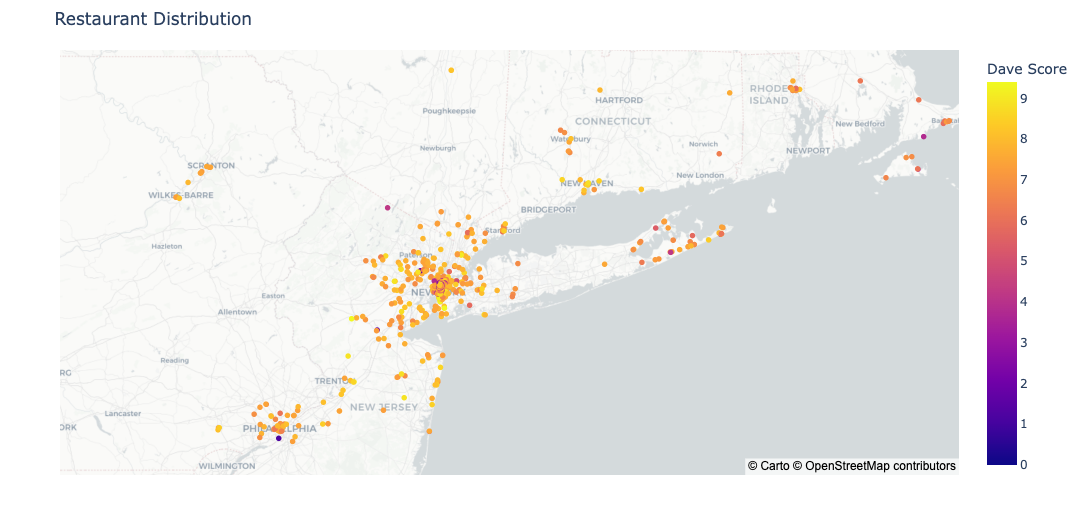 Restaurant Distribution
Dave Score
9
8
7
6
5
4
3
2
1
0
Poughkeepsie
HARTFORD
RHODE
ISLAND
CONNECTICUT
New Bedford
Waterbury
Newburgh
Norwich
NEWPORT
SCRANTON
New London
NEW HAVEN
WILKES-BARRE
BRIDGEPORT
Stamford
Hazleton
Paterson
NEW YORK
Easton
Allentown
Reading
RG
TRENTON
NEW JERSEY
Lancaster
ORK
PHILADELPHIA
WILMINGTON
© Carto © OpenStreetMap contributors